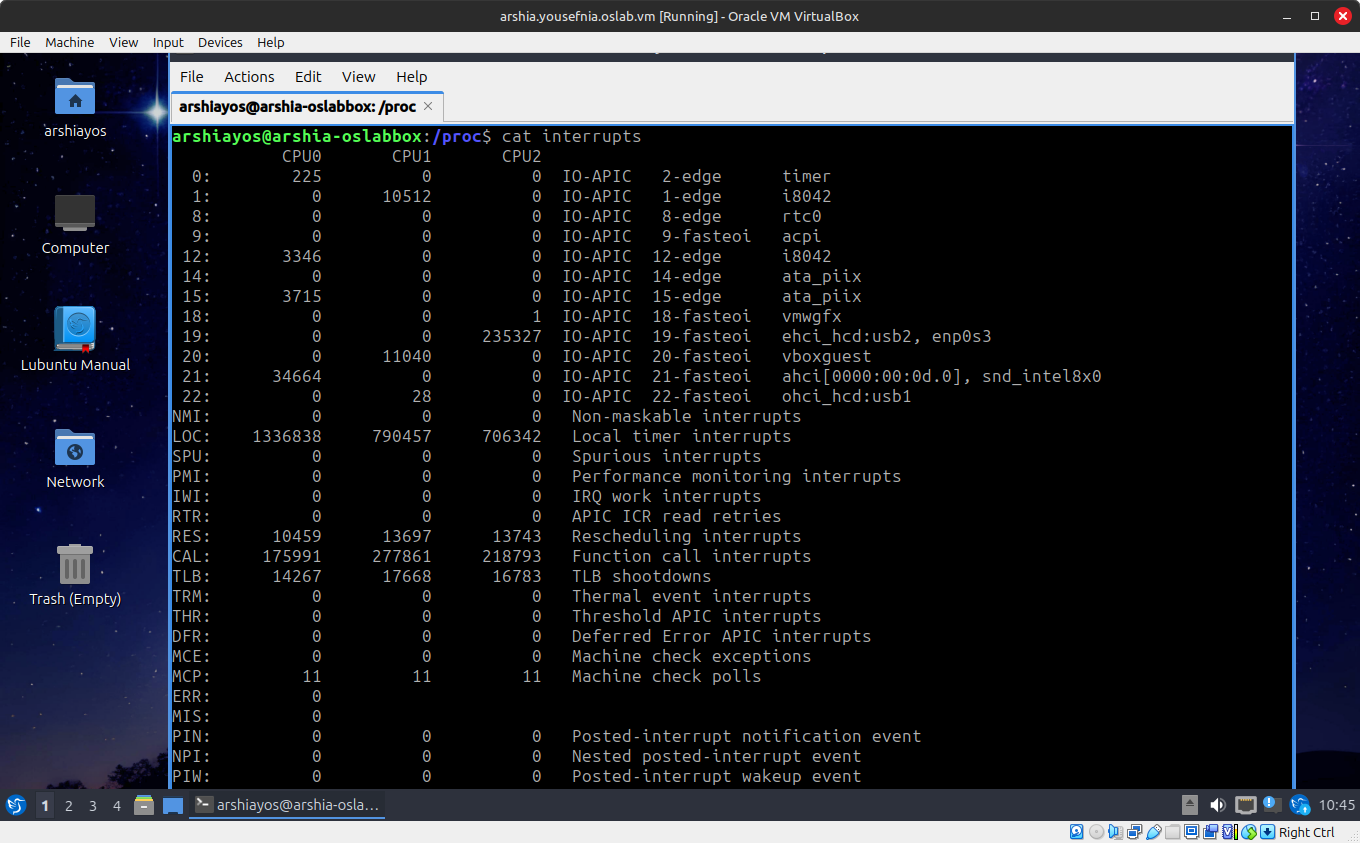 arshia.yousefnia.oslab.vm [Running] - Oracle VM VirtualBox
File Machine View Input Devices Help
File Actions Edit View Help
arshiayos@arshia-oslabbox: /proc
arshiayos
Computer
Lubuntu Manual
Network
Trash (Empty)
arshiayos@arshia-oslabbox:/proc$ cat interrupts
CPU0 CPU1 CPU2
0: 225 0 0 IO-APIC 2-edge timer
1: 0 10512 0 IO-APIC 1-edge i8042
8: 0 0 0 IO-APIC 8-edge rtc0
9: 0 0 0 IO-APIC 9-fasteoi acpi
12: 3346 0 0 IO-APIC 12-edge i8042
14: 0 0 0 IO-APIC 14-edge ata_piix
15: 3715 0 0 IO-APIC 15-edge ata_piix
18: 0 0 1 IO-APIC 18-fasteoi vmwgfx
19: 0 0 235327 IO-APIC 19-fasteoi ehci_hcd:usb2, enp0s3
20: 0 11040 0 IO-APIC 20-fasteoi vboxguest
21: 34664 0 0 IO-APIC 21-fasteoi ahci[0000:00:0d.0], snd_intel8x0
22: 0 28 0 IO-APIC 22-fasteoi ohci_hcd:usb1
NMI: 0 0 0 Non-maskable interrupts
LOC: 1336838 790457 706342 Local timer interrupts
SPU: 0 0 0 Spurious interrupts
PMI: 0 0 0 Performance monitoring interrupts
IWI: 0 0 0 IRQ work interrupts
RTR: 0 0 0 APIC ICR read retries
RES: 10459 13697 13743 Rescheduling interrupts
CAL: 175991 277861 218793 Function call interrupts
TLB: 14267 17668 16783 TLB shootdowns
TRM: 0 0 0 Thermal event interrupts
THR: 0 0 0 Threshold APIC interrupts
DFR: 0 0 0 Deferred Error APIC interrupts
MCE: 0 0 0 Machine check exceptions
MCP: 11 11 11 Machine check polls
ERR: 0
MIS: 0
PIN: 0 0 0 Posted-interrupt notification event
NPI: 0 0 0 Nested posted-interrupt event
PIW: 0 0 0 Posted-interrupt wakeup event
1 2 3 4 arshiayos@arshia-osla... 10:45
Right Ctrl